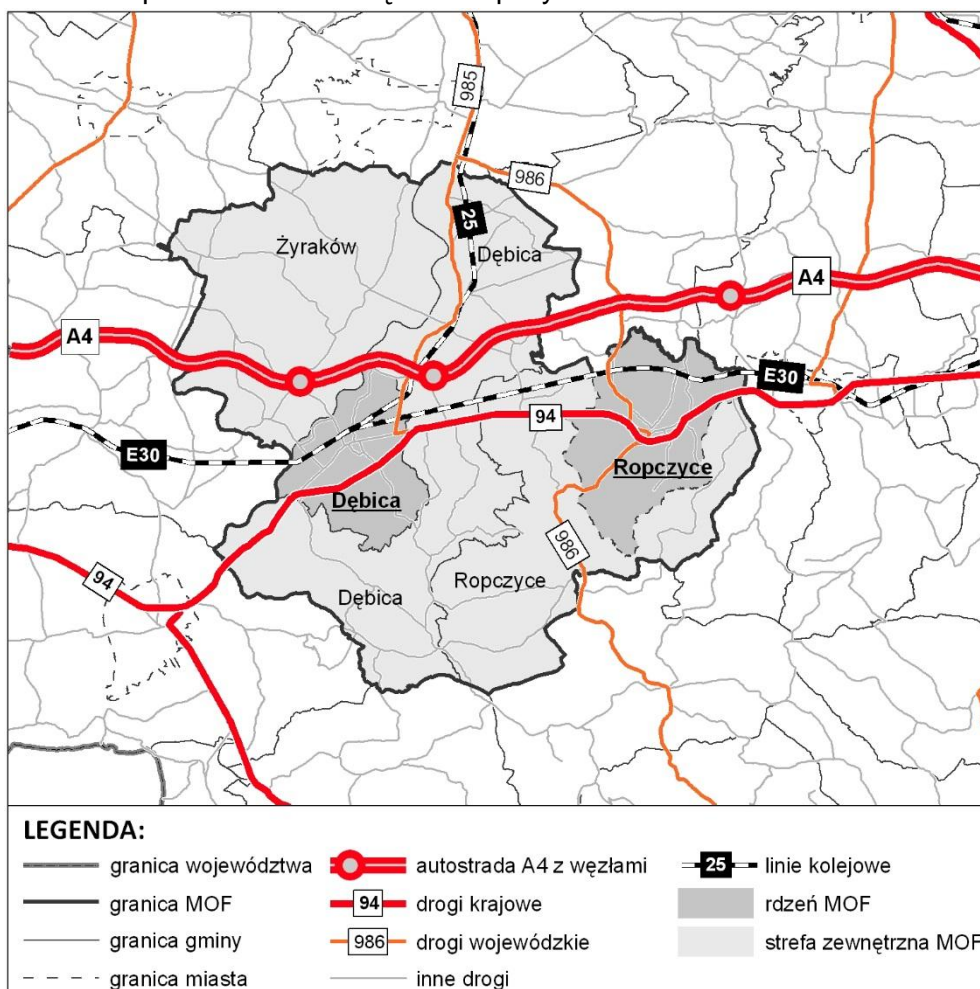 985
986
25
Żyraków
Dębica
A4
A4
E30
94
E30
Ropczyce
Dębica
986
94
Dębica
Ropczyce
LEGENDA:
granica województwa
granica MOF
granica gminy
granica miasta
autostrada A4 z węzłami
94 drogi krajowe
986 drogi wojewódzkie
inne drogi
25 linie kolejowe
rdzeń MOF
strefa zewnętrzna MOF